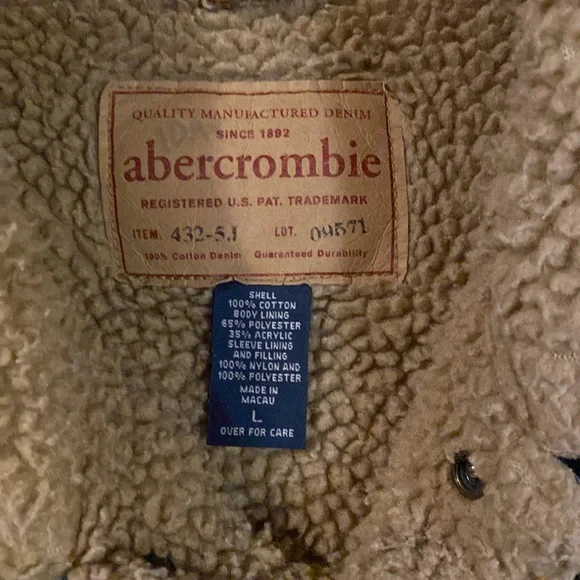 QUALITY MANUFACTURED DENIM
SINCE 1892
abercrombie
REGISTERED U.S. PAT. TRADEMARK
ITEM. 432-5J LOT. 09571
100% Cotton Denim Guaranteed Durability
SHELL
100% COTTON
BODY LINING
65% POLYESTER
35% ACRYLIC
SLEEVE LINING
AND FILLING
100% NYLON AND
100% POLYESTER
MADE IN
MACAU
L
OVER FOR CARE